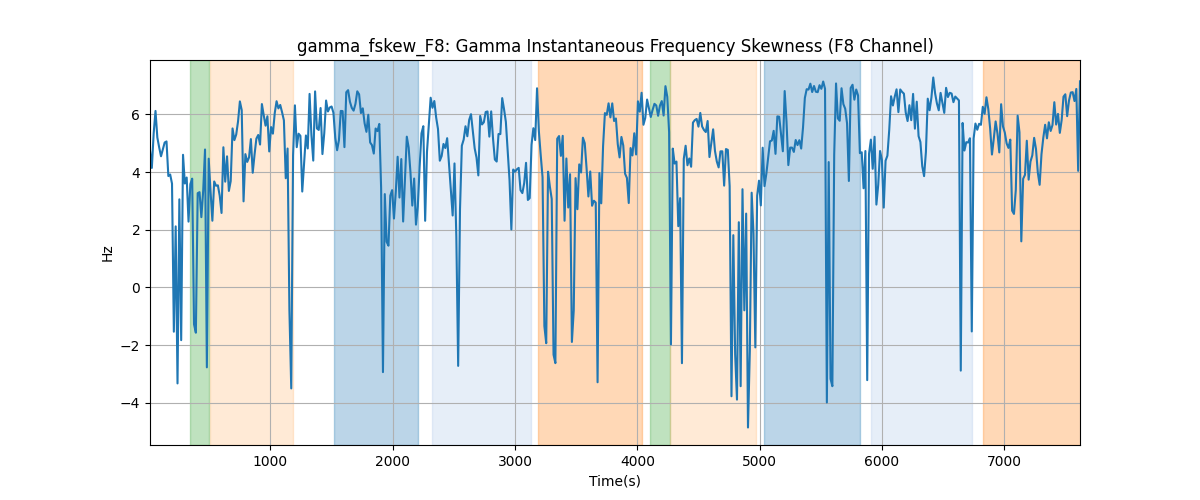 gamma_fskew_F8: Gamma Instantaneous Frequency Skewness (F8 Channel)
6
4
2
0
−2
−4
Hz
1000 2000 3000 4000 5000 6000 7000
Time(s)